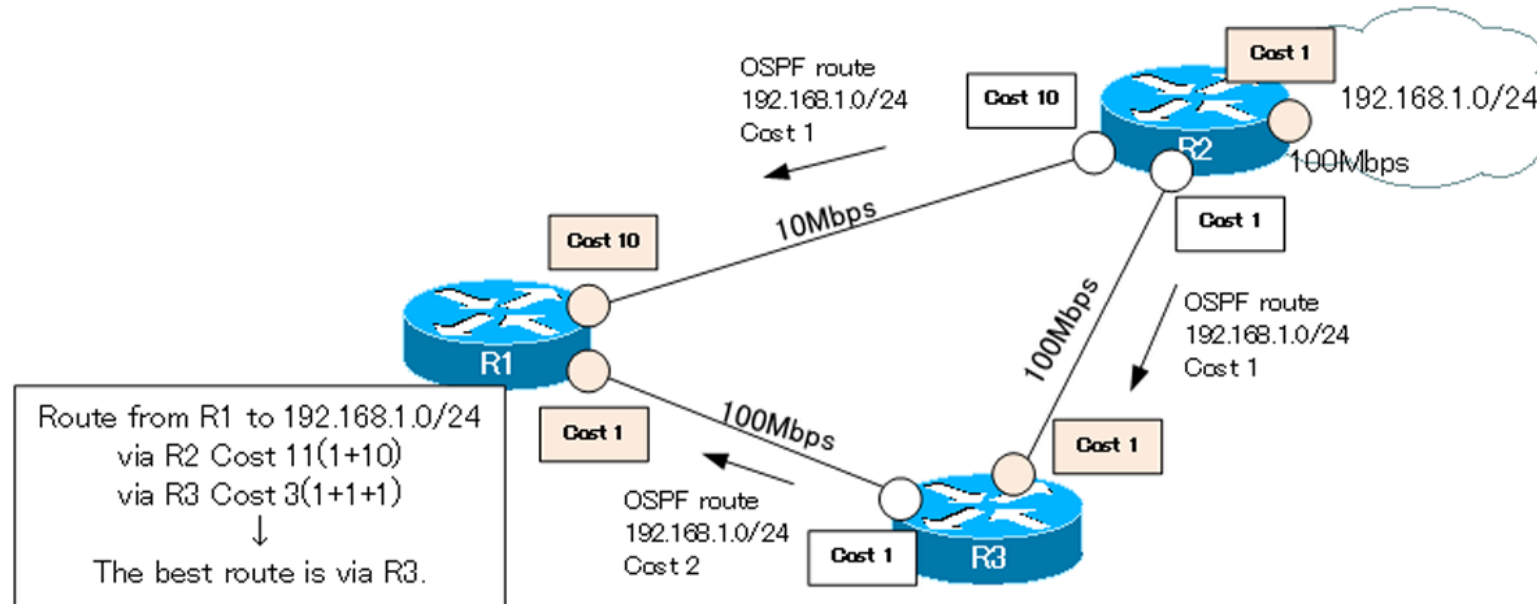 Cost 1
OSPF route
192.168.1.0/24
Cost 1
Cost 10
192.168.1.0/24
R2
100Mbps
10Mbps
Cost 1
Cost 10
OSPF route
192.168.1.0/24
Cost 1
100Mbps
R1
Route from R1 to 192.168.1.0/24
via R2 Cost 11(1+10)
via R3 Cost 3(1+1+1)
↓
The best route is via R3.
Cost 1
100Mbps
Cost 1
OSPF route
192.168.1.0/24
Cost 2
Cost 1
R3